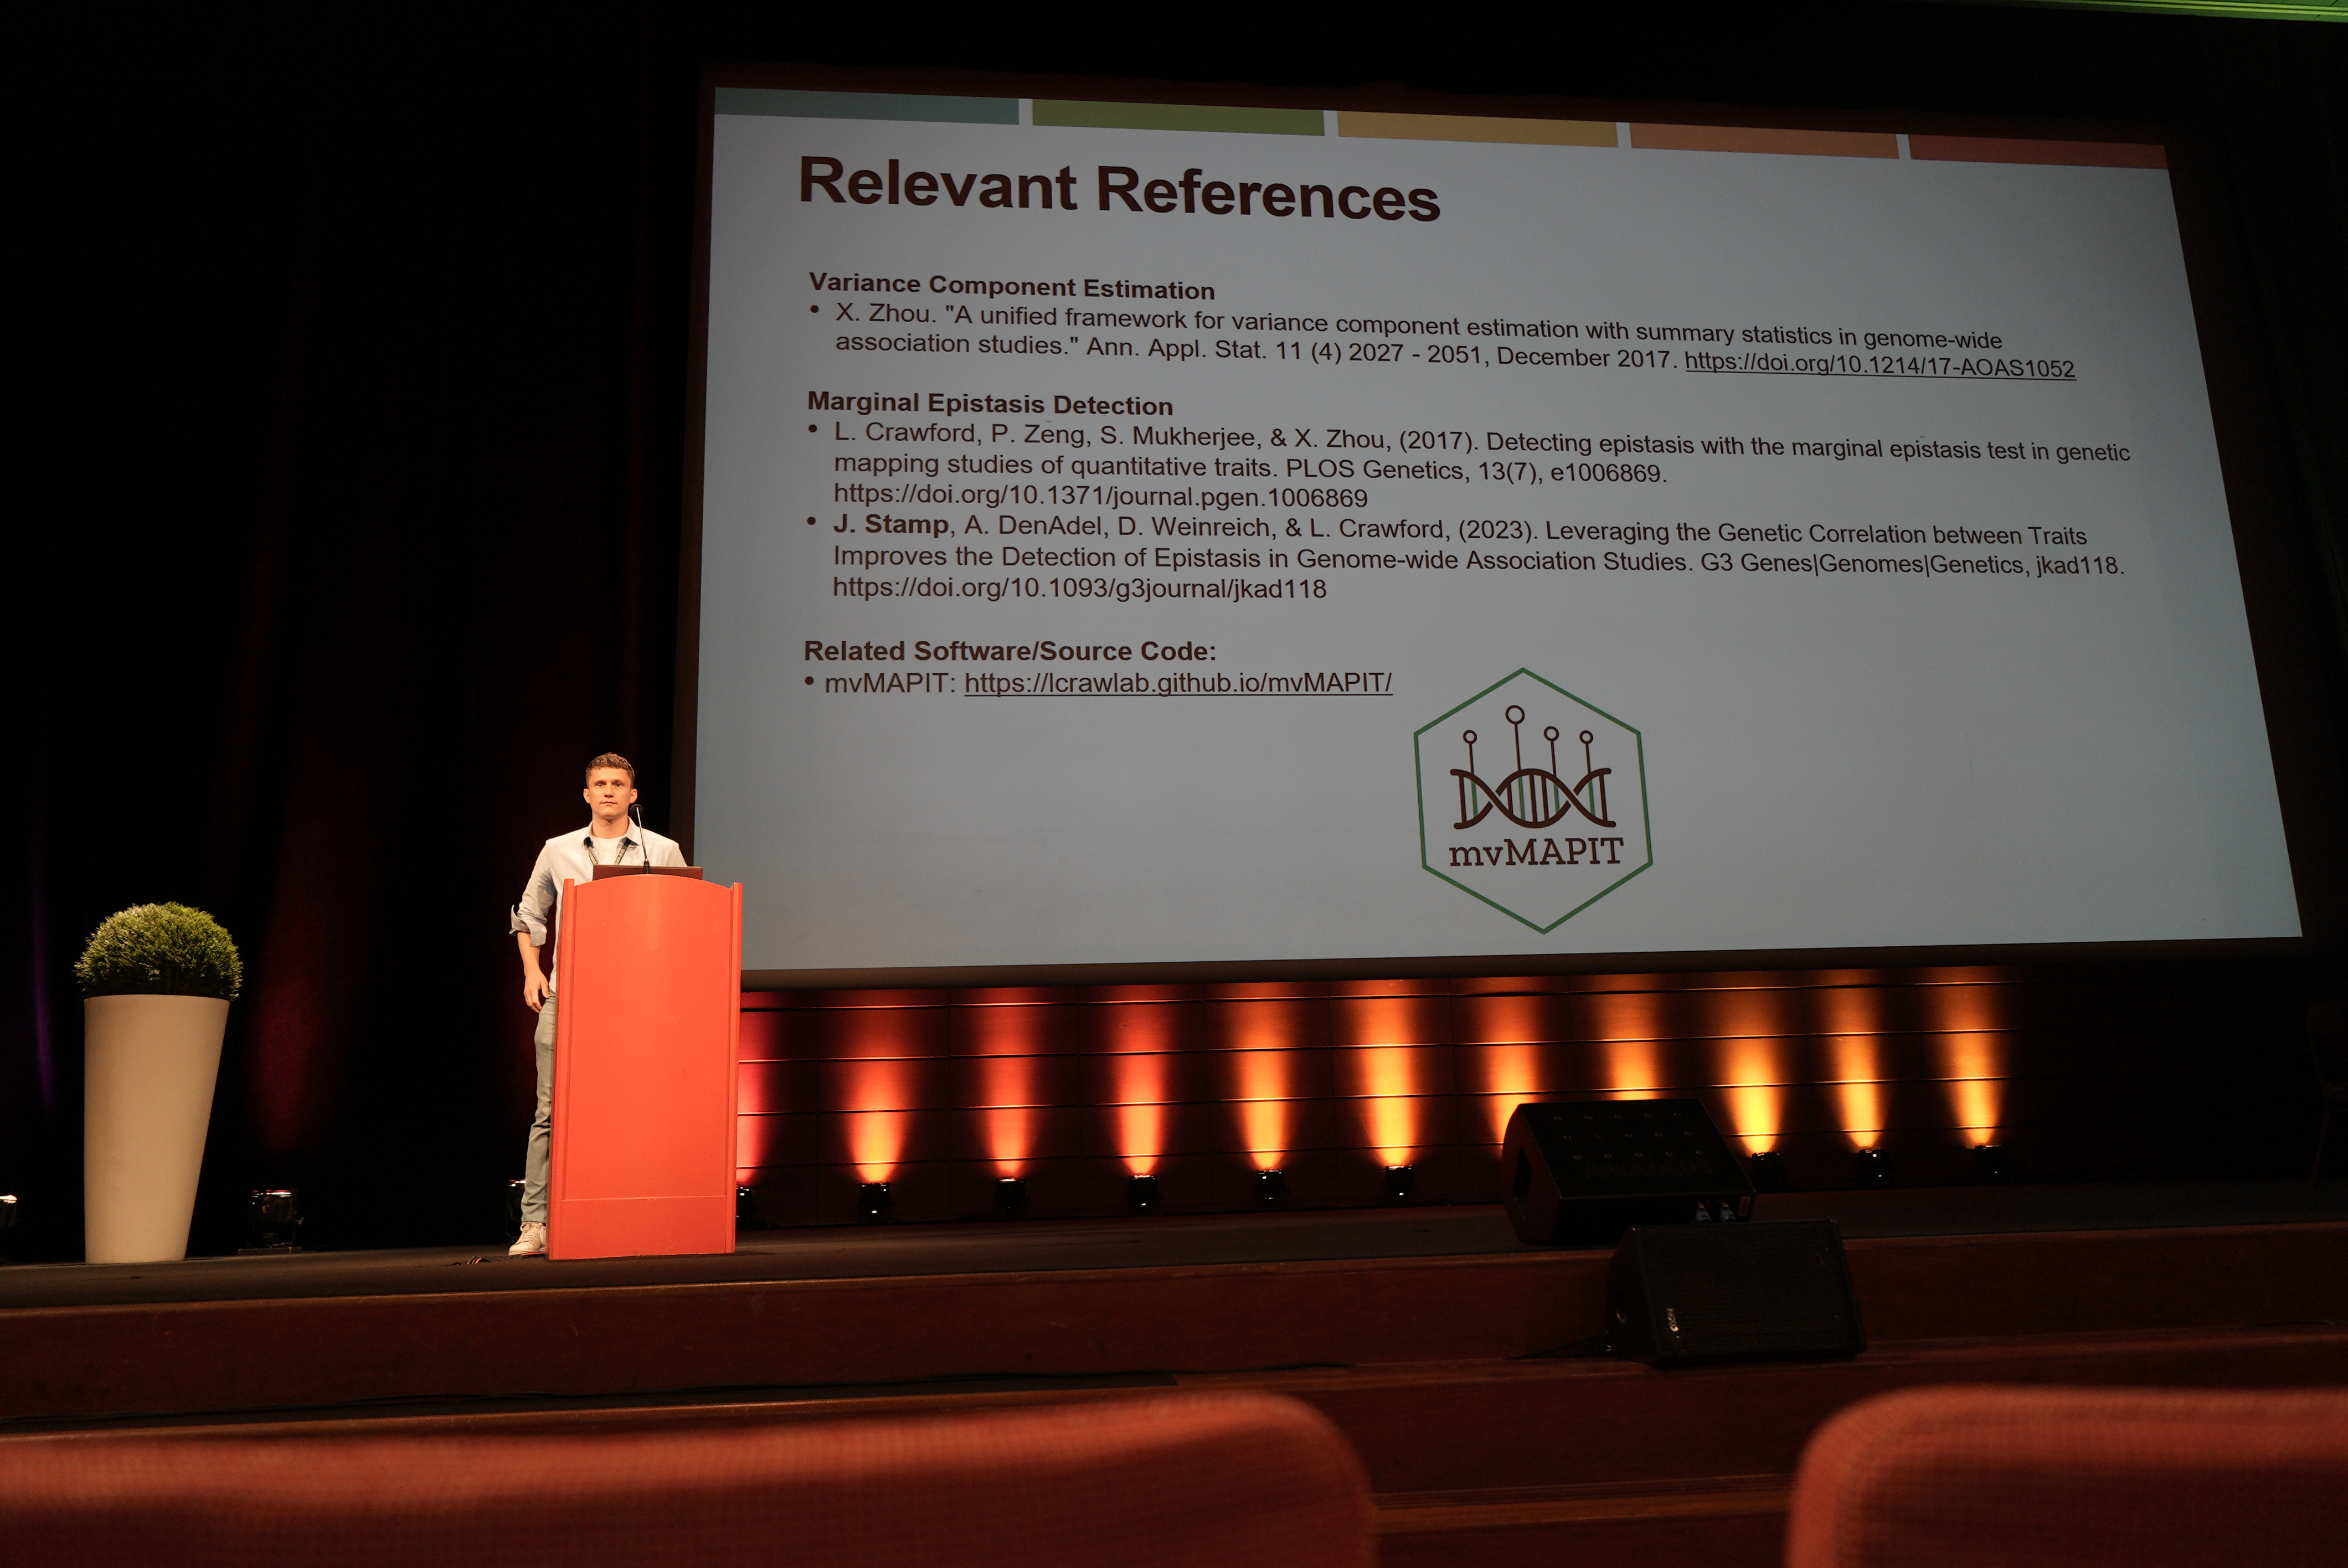 Relevant References
Variance Component Estimation
• X. Zhou. "A unified framework for variance component estimation with summary statistics in genome-wide
association studies." Ann. Appl. Stat. 11 (4) 2027 - 2051, December 2017. https://doi.org/10.1214/17-AOAS1052
Marginal Epistasis Detection
• L. Crawford, P. Zeng, S. Mukherjee, & X. Zhou, (2017). Detecting epistasis with the marginal epistasis test in genetic
mapping studies of quantitative traits. PLOS Genetics, 13(7), e1006869.
https://doi.org/10.1371/journal.pgen.1006869
• J. Stamp, A. DenAdel, D. Weinreich, & L. Crawford, (2023). Leveraging the Genetic Correlation between Traits
Improves the Detection of Epistasis in Genome-wide Association Studies. G3 Genes|Genomes|Genetics, jkad118.
https://doi.org/10.1093/g3journal/jkad118
Related Software/Source Code:
• mvMAPIT: https://lcrawlab.github.io/mvMAPIT/
mvMAPIT